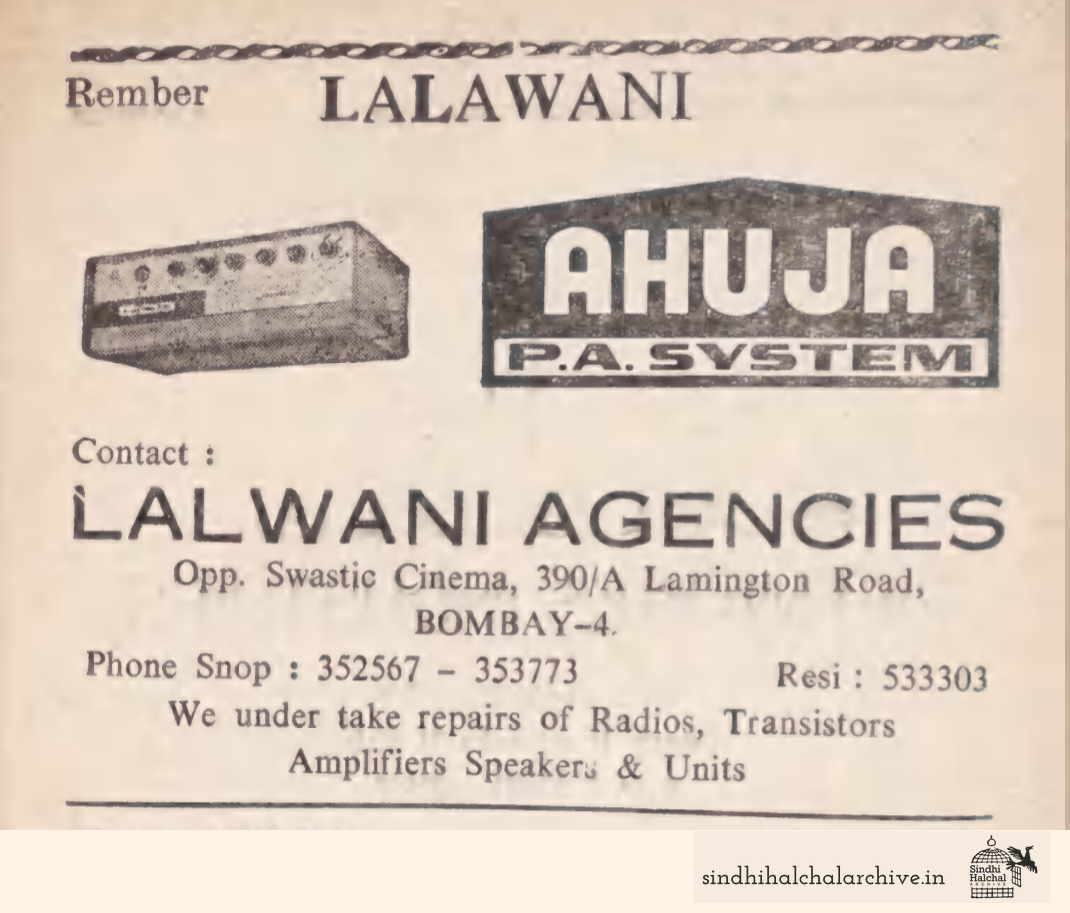 Rember LALAWANI
AHUJA
P.A. SYSTEM
Contact :
LALWANI AGENCIES
Opp. Swastic Cinema, 390/A Lamington Road,
BOMBAY-4.
Phone Snop : 352567 - 353773 Resi : 533303
We under take repairs of Radios, Transistors
Amplifiers Speakers & Units
sindhihalchalarchive.in
Sindhi
Halchal
ARCHIVE